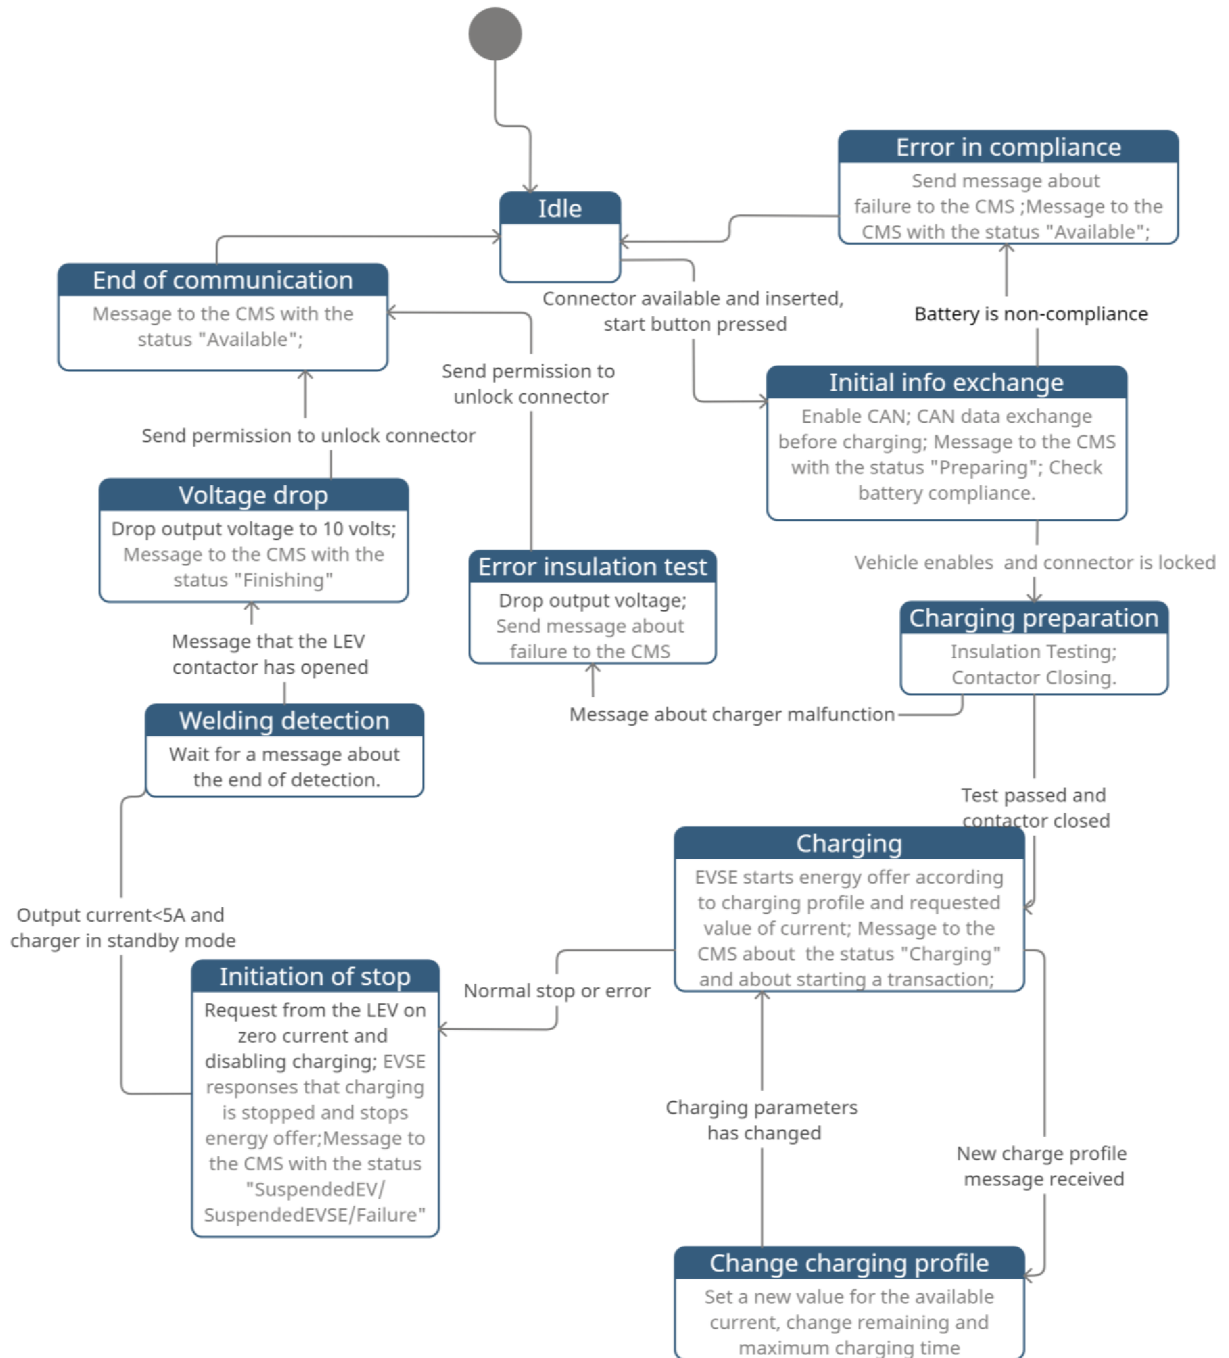 Error in compliance
Send message about
failure to the CMS ;Message to the
CMS with the status "Available";
Idle
End of communication
Message to the CMS with the
status "Available";
Connector available and inserted,
start button pressed
Battery is non-compliance
Send permission to
unlock connector
Initial info exchange
Enable CAN; CAN data exchange
before charging; Message to the CMS
with the status "Preparing"; Check
battery compliance.
Send permission to unlock connector
Voltage drop
Drop output voltage to 10 volts;
Message to the CMS with the
status "Finishing"
Error insulation test
Drop output voltage;
Send message about
failure to the CMS
Vehicle enables  and connector is locked
Charging preparation
Insulation Testing;
Contactor Closing.
Message that the LEV
contactor has opened
Message about charger malfunction
Welding detection
Wait for a message about
the end of detection.
Test passed and
contactor closed
Charging
EVSE starts energy offer according
to charging profile and requested
value of current; Message to the
CMS about  the status "Charging"
and about starting a transaction;
Output current<5A and
charger in standby mode
Normal stop or error
Initiation of stop
Request from the LEV on
zero current and
disabling charging; EVSE
responses that charging
is stopped and stops
energy offer;Message to
the CMS with the status
"SuspendedEV/
SuspendedEVSE/Failure"
Charging parameters
has changed
New charge profile
message received
Change charging profile
Set a new value for the available
current, change remaining and
maximum charging time